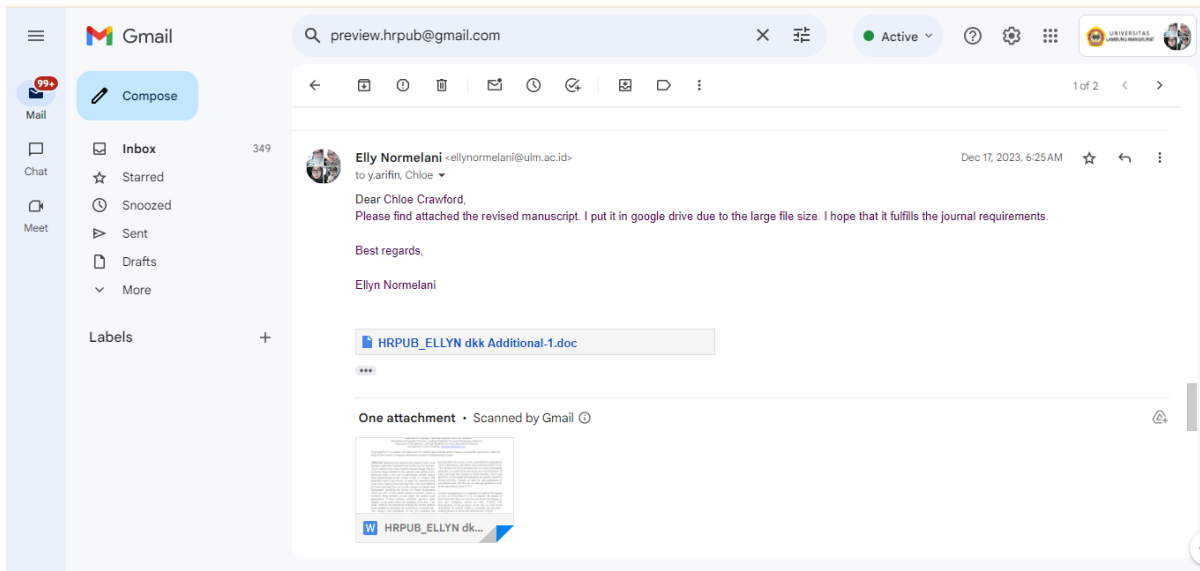 Gmail
preview.hrpub@gmail.com
Active
UNIVERSITAS
LAMBUNG MANGKURAT
99+
Mail
Chat
Meet
Compose
Inbox 349
Starred
Snoozed
Sent
Drafts
More
Labels
1 of 2
Elly Normelani <ellynormelani@ulm.ac.id>
Dec 17, 2023, 6:25 AM
to y.arifin, Chloe
Dear Chloe Crawford,
Please find attached the revised manuscript. I put it in google drive due to the large file size. I hope that it fulfills the journal requirements.
Best regards,
Ellyn Normelani
HRPUB_ELLYN dkk Additional-1.doc
One attachment • Scanned by Gmail
W HRPUB_ELLYN dk...